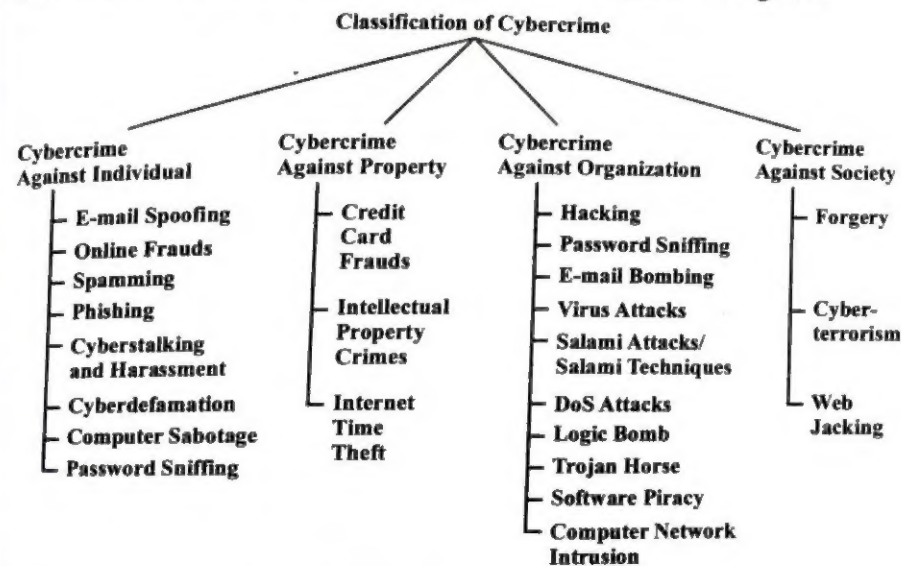 Classification of Cybercrime
Cybercrime
Against Individual
E-mail Spoofing
Online Frauds
Spamming
Phishing
Cyberstalking
and Harassment
Cyberdefamation
Computer Sabotage
Password Sniffing
Cybercrime
Against Property
Credit
Card
Frauds
Intellectual
Property
Crimes
Internet
Time
Theft
Cybercrime
Against Organization
Hacking
Password Sniffing
E-mail Bombing
Virus Attacks
Salami Attacks/
Salami Techniques
DoS Attacks
Logic Bomb
Trojan Horse
Software Piracy
Computer Network
Intrusion
Cybercrime
Against Society
Forgery
Cyber-
terrorism
Web
Jacking